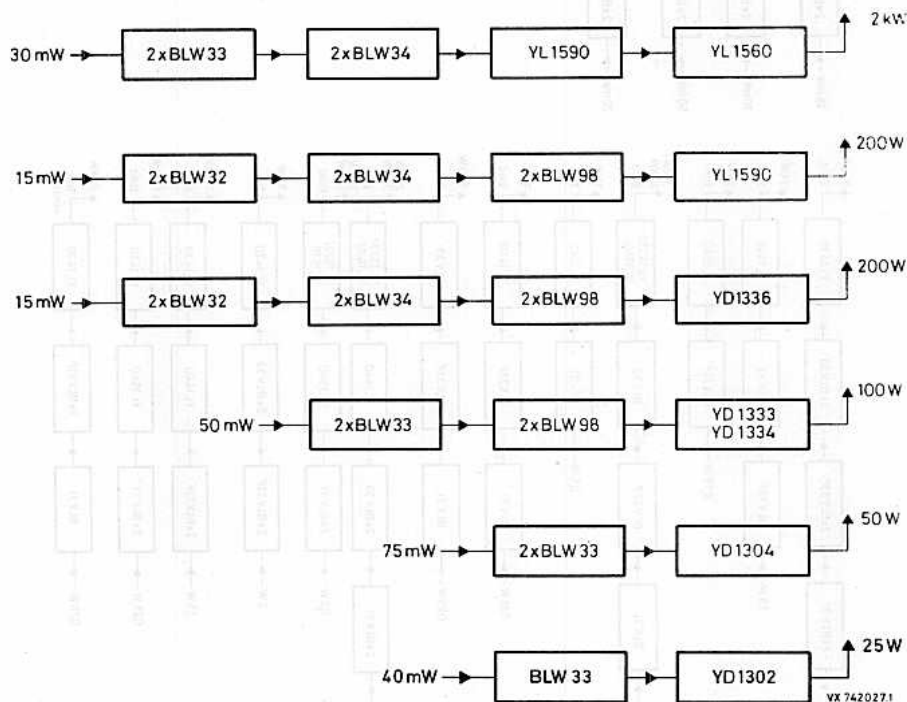 30 mW 2xBLW33 2xBLW34 YL1590 YL1560 2 kW
15 mW 2xBLW32 2xBLW34 2xBLW98 YL1590 200W
15 mW 2xBLW32 2xBLW34 2xBLW98 YD1336 200W
50 mW 2xBLW33 2xBLW98 YD1333 100W
YD1334
75 mW 2xBLW33 YD1304 50 W
40 mW BLW 33 YD1302 25W
VX 742027.1